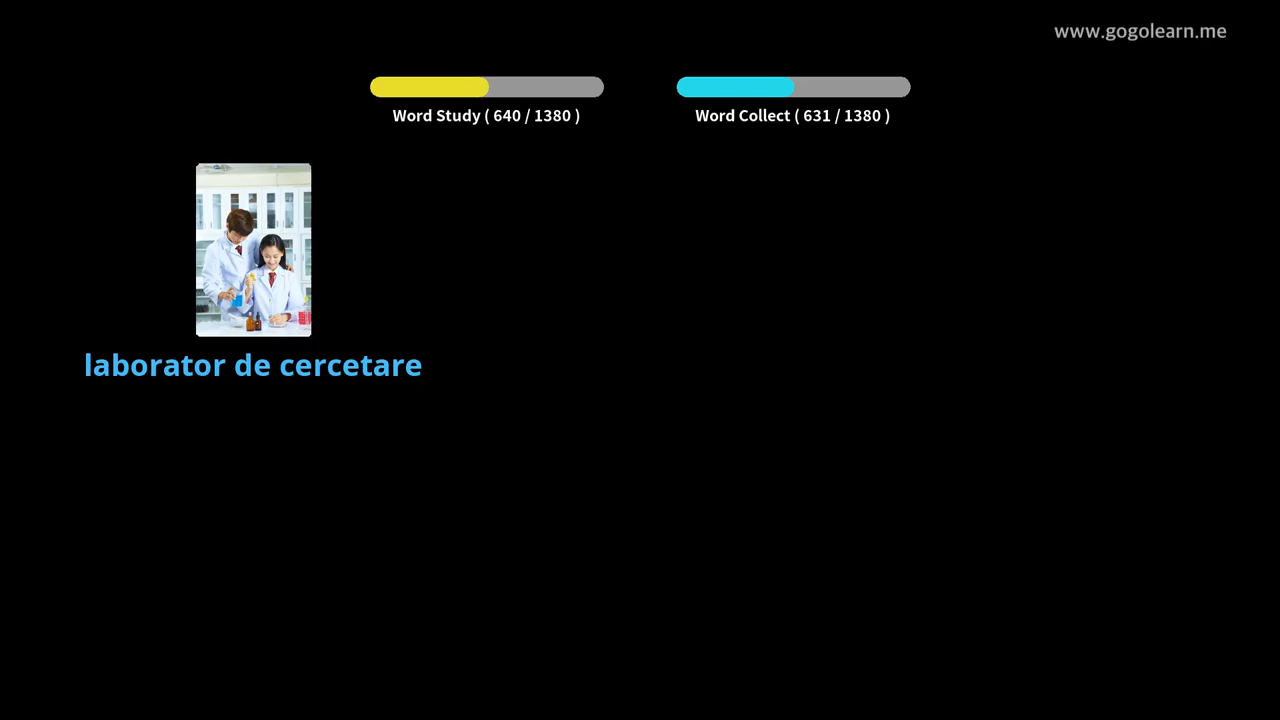 www.gogolearn.me
Word Study ( 640 / 1380 )
Word Collect ( 631 / 1380 )
laborator de cercetare